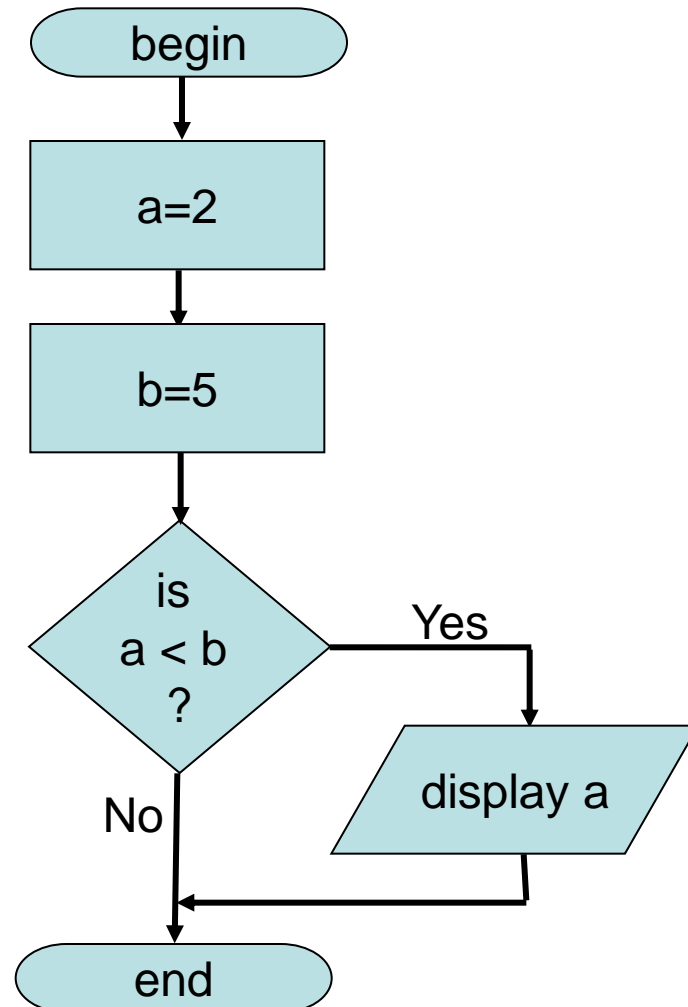 begin
a=2
b=5
is
a < b
?
Yes
display a
No
end